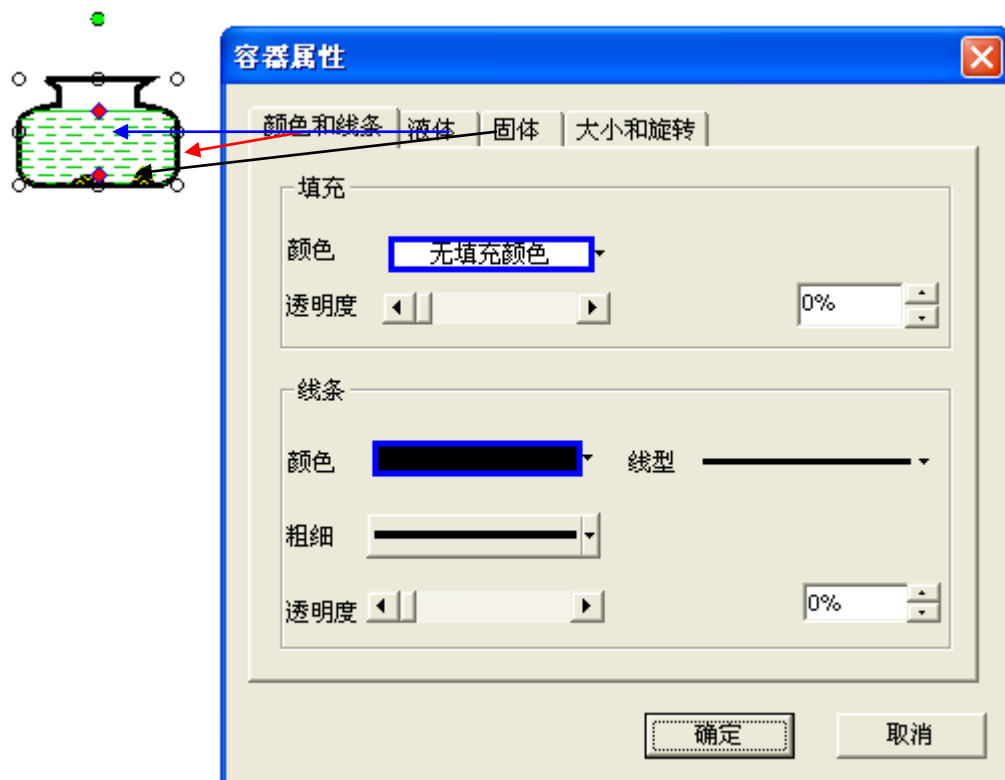 容器属性
颜色和线条 液体 固体 大小和旋转
填充
颜色 无填充颜色
透明度 0%
线条
颜色 线型
粗细
透明度 0%
确定 取消